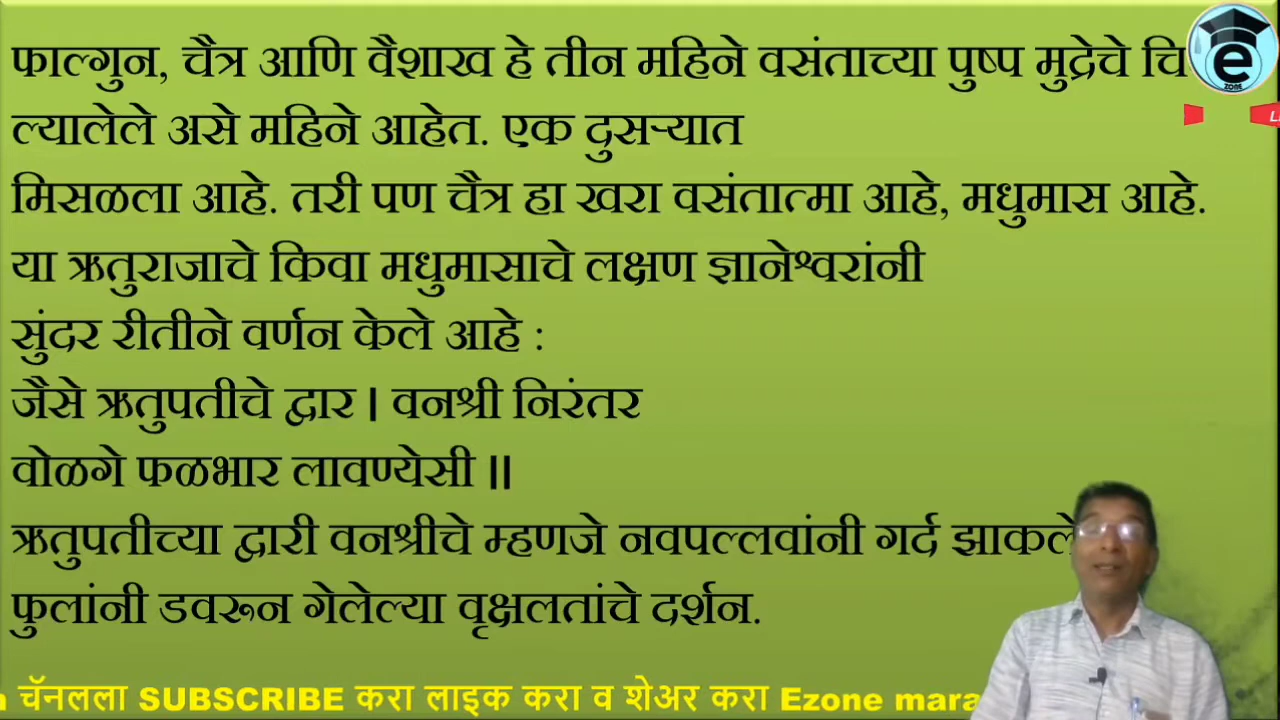 फाल्गुन, चैत्र आणि वैशाख हे तीन महिने वसंताच्या पुष्प मुद्रेचे
ल्यालेले असे महिने आहेत. एक दुसऱ्यात
मिसळला आहे. तरी पण चैत्र हा खरा वसंतात्मा आहे, मधुमास आहे.
या ऋतुराजाचे किवा मधुमासाचे लक्षण ज्ञानेश्वरांनी
सुंदर रीतीने वर्णन केले आहे :
जैसे ऋतुपतीचे द्वार | वनश्री निरंतर
वोळगे फळभार लावण्येसी ||
ऋतुपतीच्या द्वारी वनश्रीचे म्हणजे नवपल्लवांनी गर्द झाकले
फुलांनी डवरून गेलेल्या वृक्षलतांचे दर्शन.
चॅनलला SUBSCRIBE करा लाइक करा व शेअर करा Ezone
e
ZONE